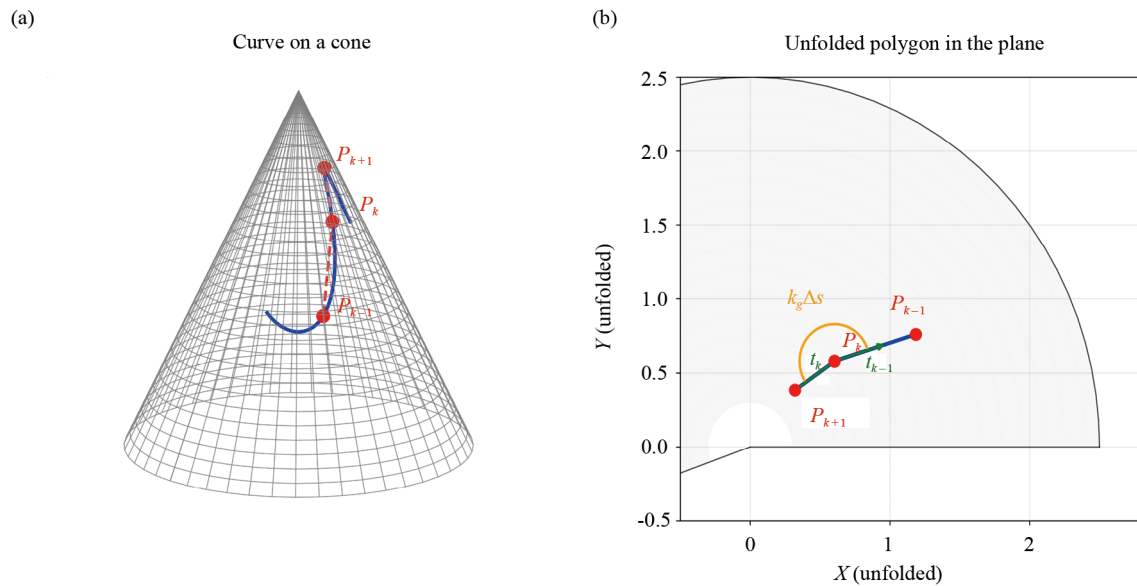 (a)
Curve on a cone
P_{k+1}
P_k
P_{k-1}
(b)
Unfolded polygon in the plane
2.5
2.0
1.5
1.0
0.5
0.0
-0.5
Y (unfolded)
k_gΔs
P_{k-1}
P_k
t_k
t_{k-1}
P_{k+1}
0 1 2
X (unfolded)